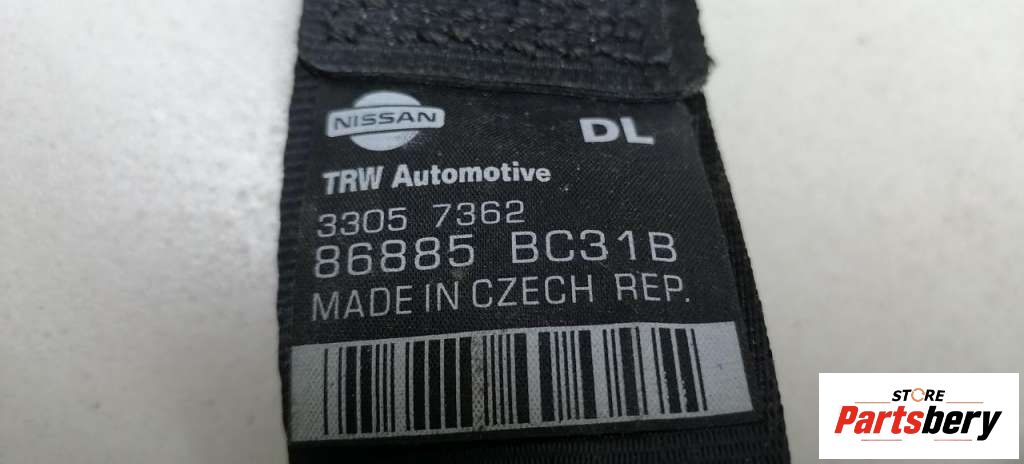 NISSAN
DL
TRW Automotive
3305 7362
86885 BC31B
MADE IN CZECH REP.
STORE
Partsbery